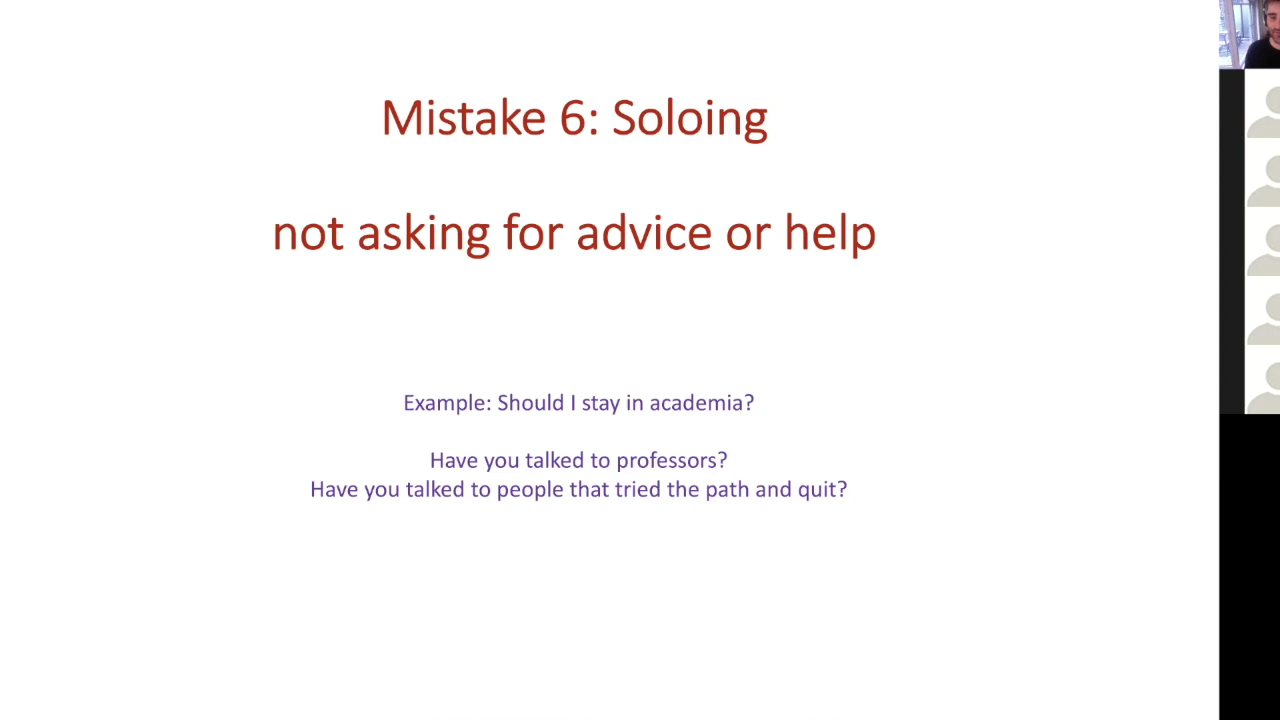 Mistake 6: Soloing
not asking for advice or help
Example: Should I stay in academia?
Have you talked to professors?
Have you talked to people that tried the path and quit?